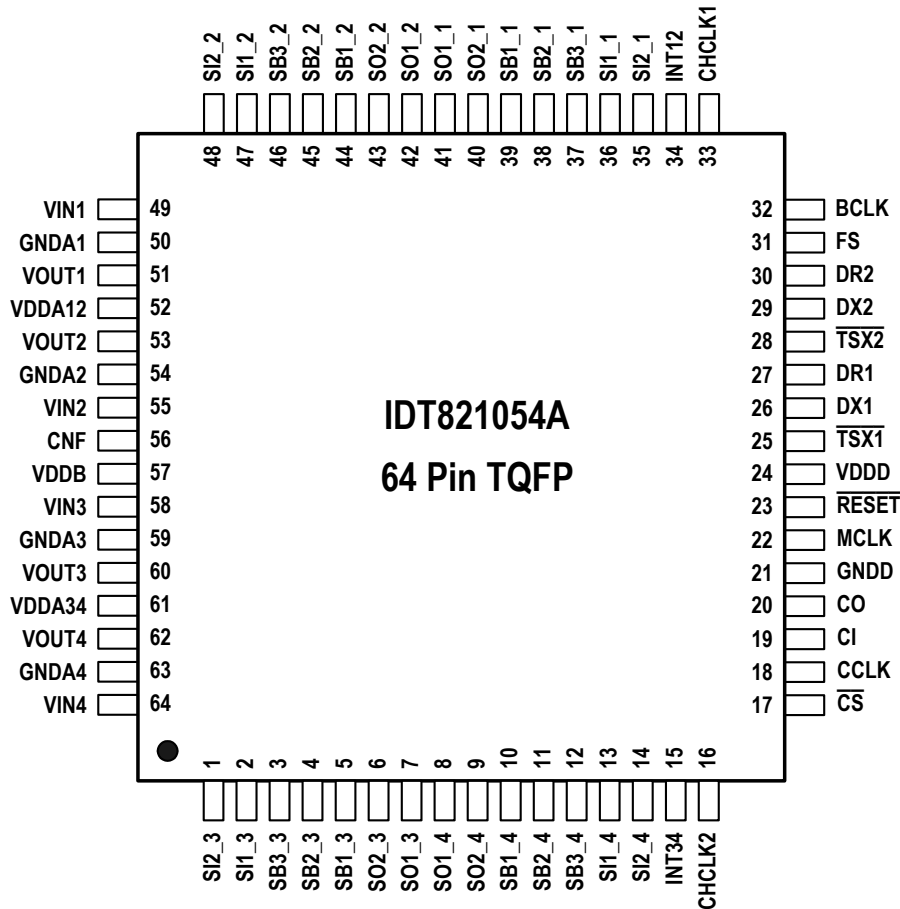 SI2_2
SI1_2
SB3_2
SB2_2
SB1_2
SO2_2
SO1_2
SO1_1
SO2_1
SB1_1
SB2_1
SB3_1
SI1_1
SI2_1
INT12
CHCLK1
48
47
46
45
44
43
42
41
40
39
38
37
36
35
34
33
VIN1 49
GNDA1 50
VOUT1 51
VDDA12 52
VOUT2 53
GNDA2 54
VIN2 55
CNF 56
VDDB 57
VIN3 58
GNDA3 59
VOUT3 60
VDDA34 61
VOUT4 62
GNDA4 63
VIN4 64
IDT821054A
64 Pin TQFP
32 BCLK
31 FS
30 DR2
29 DX2
28 TSX2
27 DR1
26 DX1
25 TSX1
24 VDDD
23 RESET
22 MCLK
21 GNDD
20 CO
19 CI
18 CCLK
17 CS
1
2
3
4
5
6
7
8
9
10
11
12
13
14
15
16
SI2_3
SI1_3
SB3_3
SB2_3
SB1_3
SO2_3
SO1_3
SO1_4
SO2_4
SB1_4
SB2_4
SB3_4
SI1_4
SI2_4
INT34
CHCLK2